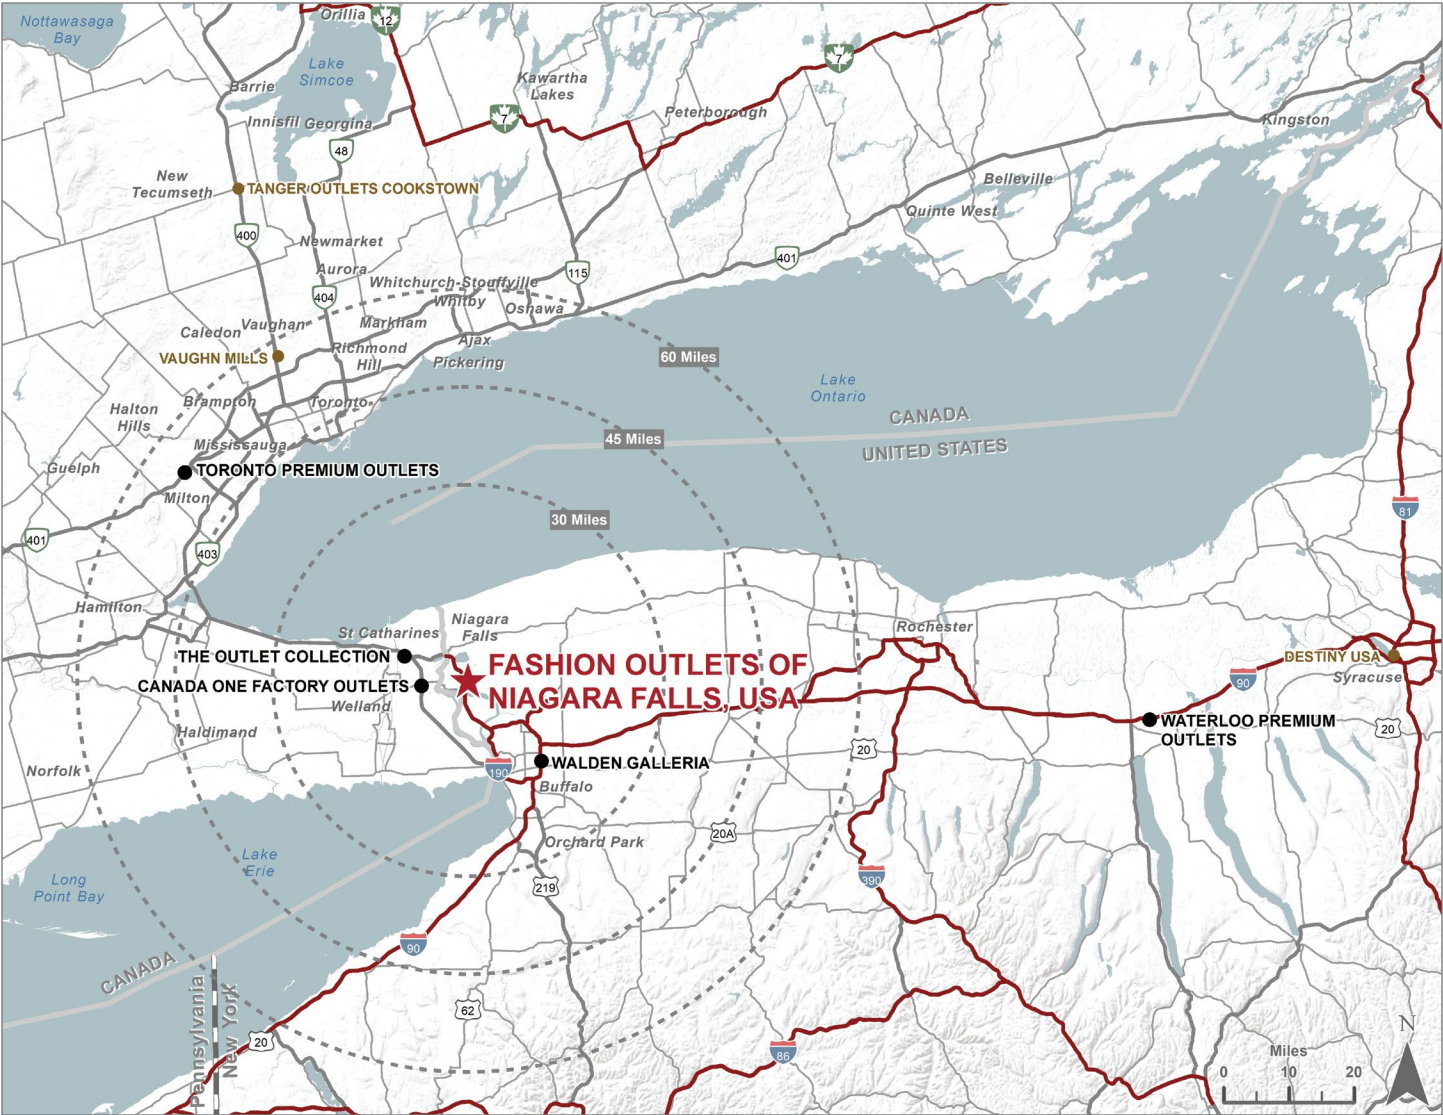 Nottawasaga
Bay
Orillia
12
Lake
Simcoe
7
Barrie
Kawartha
Lakes
Innisfil
Georgina
Peterborough
7
Kingston
48
New
Tecumseth
TANGER OUTLETS COOKSTOWN
Belleville
Quinte West
400
Newmarket
Aurora
401
115
Whitchurch-Stouffville
404
Whitby
Oshawa
Vaughan
Markham
Caledon
Ajax
VAUGHN MILLS
Richmond
Hill
Pickering
60 Miles
Lake
Ontario
Brampton
Toronto
Halton
Hills
CANADA
UNITED STATES
45 Miles
Mississauga
Guelph
TORONTO PREMIUM OUTLETS
Milton
81
30 Miles
401
403
Hamilton
Niagara
Falls
St Catharines
Rochester
THE OUTLET COLLECTION
FASHION OUTLETS OF
NIAGARA FALLS, USA
DESTINY USA
CANADA ONE FACTORY OUTLETS
90
Syracuse
Welland
WATERLOO PREMIUM
OUTLETS
20
Haldimand
20
Norfolk
190
WALDEN GALLERIA
Buffalo
20A
Orchard Park
Lake
Erie
Long
Point Bay
219
390
90
CANADA
Pennsylvania
New York
62
20
86
N
Miles
0 10 20